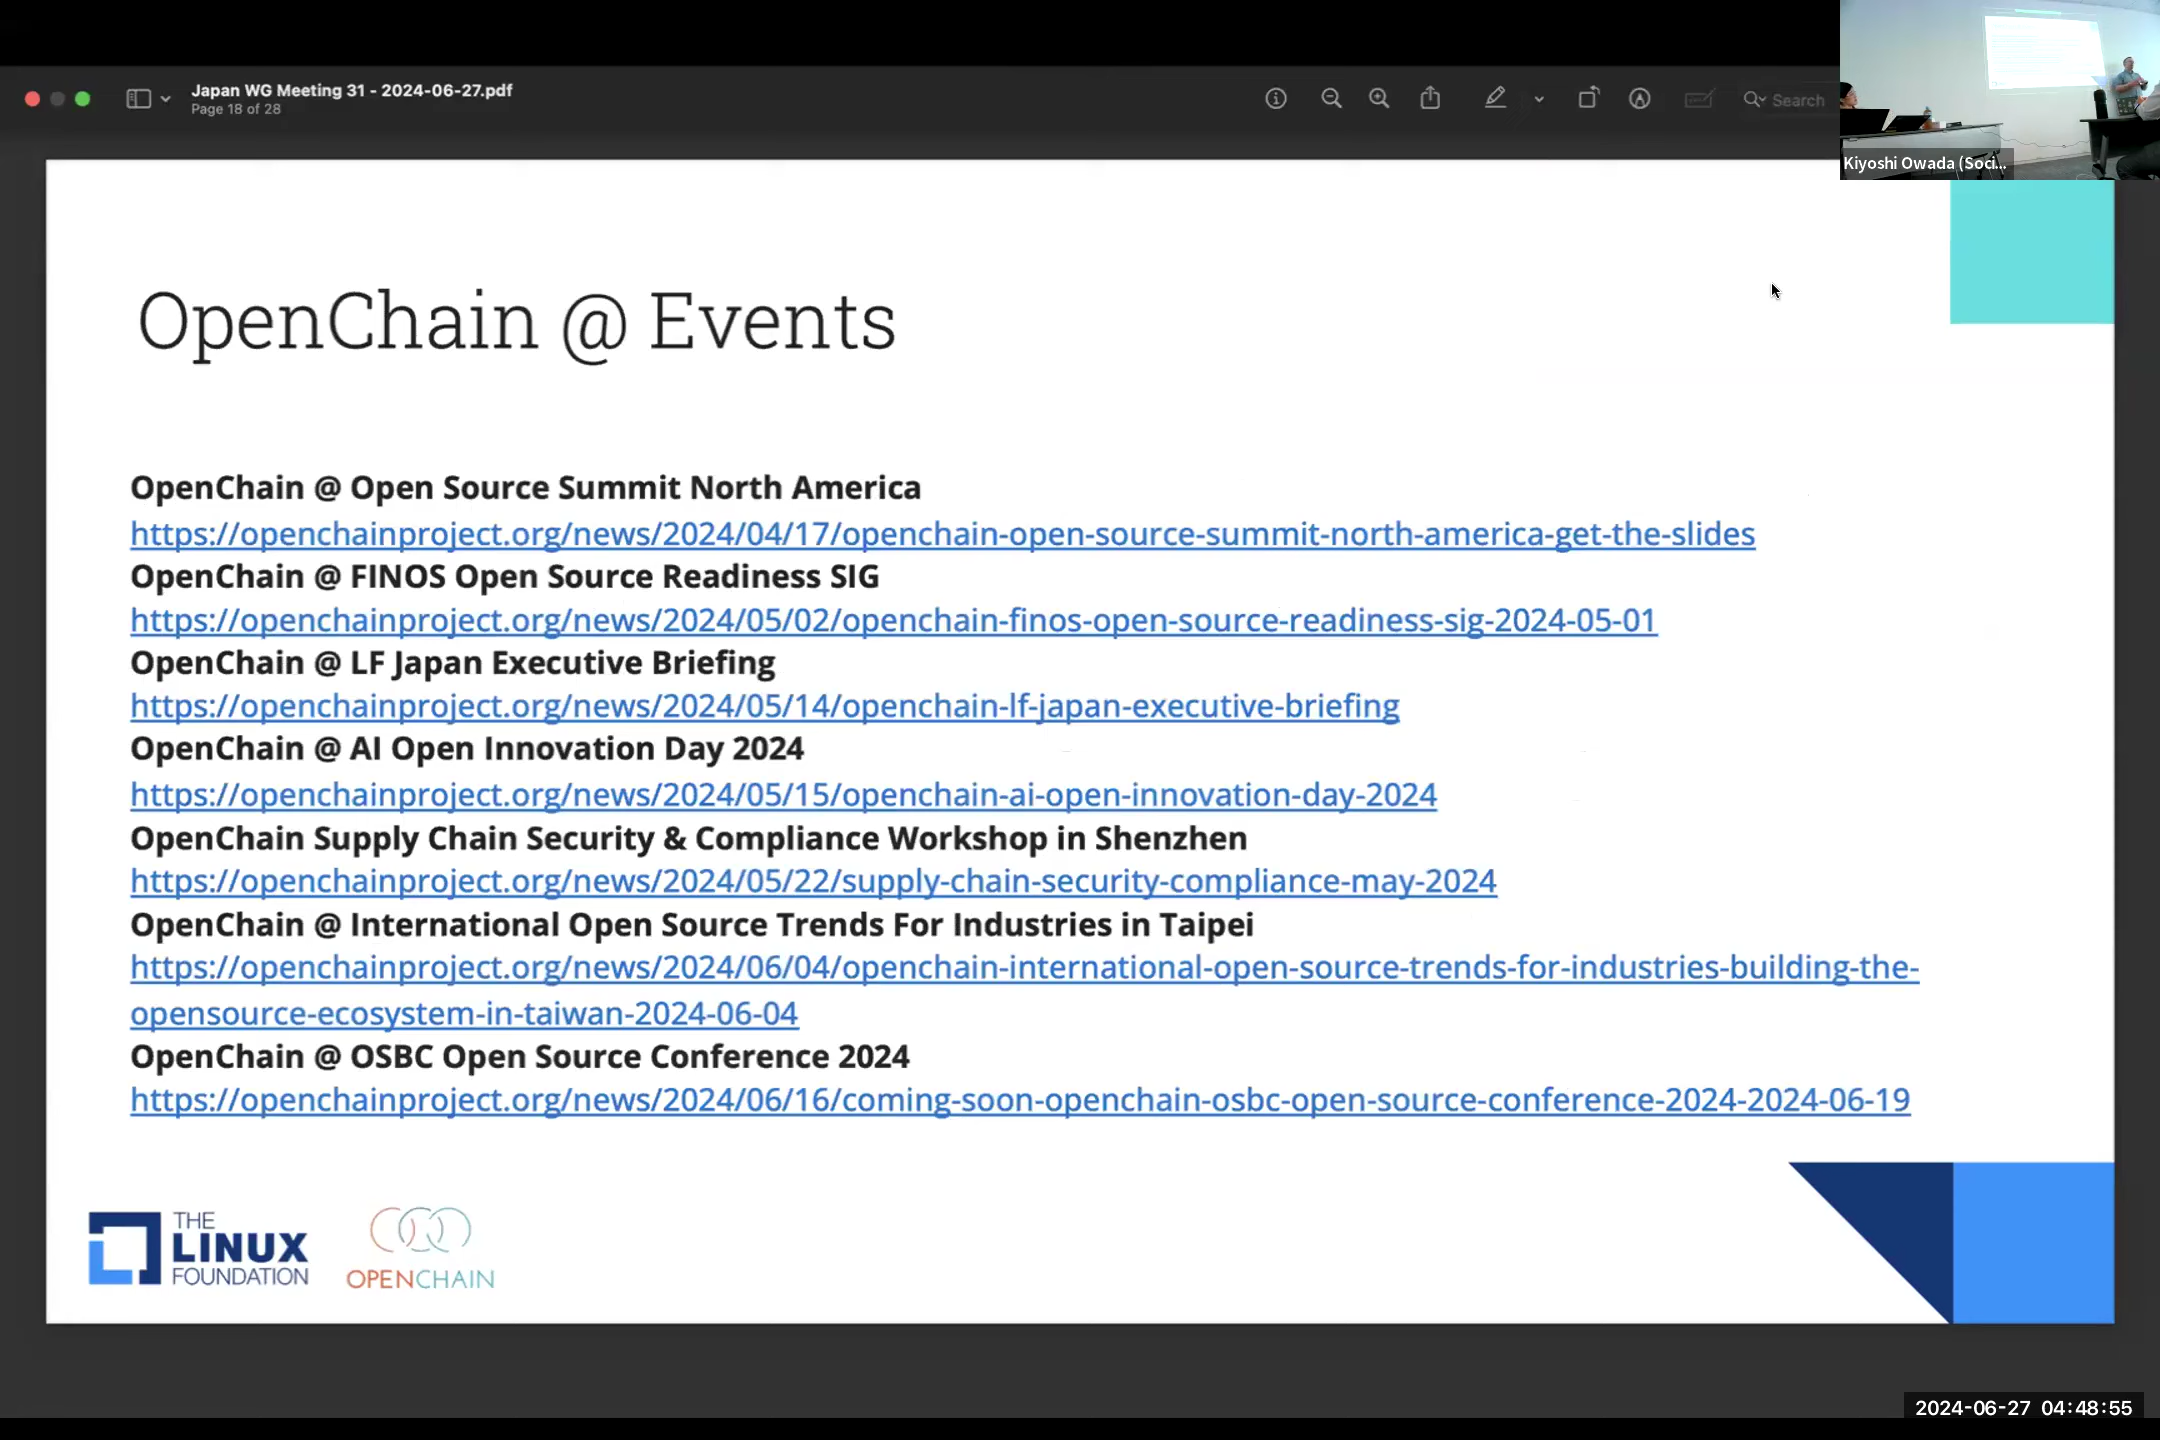 Japan WG Meeting 31 - 2024-06-27.pdf
Page 18 of 28
Search
Kiyoshi Owada (Soci...
OpenChain @ Events
OpenChain @ Open Source Summit North America
https://openchainproject.org/news/2024/04/17/openchain-open-source-summit-north-america-get-the-slides
OpenChain @ FINOS Open Source Readiness SIG
https://openchainproject.org/news/2024/05/02/openchain-finos-open-source-readiness-sig-2024-05-01
OpenChain @ LF Japan Executive Briefing
https://openchainproject.org/news/2024/05/14/openchain-lf-japan-executive-briefing
OpenChain @ AI Open Innovation Day 2024
https://openchainproject.org/news/2024/05/15/openchain-ai-open-innovation-day-2024
OpenChain Supply Chain Security & Compliance Workshop in Shenzhen
https://openchainproject.org/news/2024/05/22/supply-chain-security-compliance-may-2024
OpenChain @ International Open Source Trends For Industries in Taipei
https://openchainproject.org/news/2024/06/04/openchain-international-open-source-trends-for-industries-building-the-
opensource-ecosystem-in-taiwan-2024-06-04
OpenChain @ OSBC Open Source Conference 2024
https://openchainproject.org/news/2024/06/16/coming-soon-openchain-osbc-open-source-conference-2024-2024-06-19
THE
LINUX
FOUNDATION
OPENCHAIN
2024-06-27 04:48:55